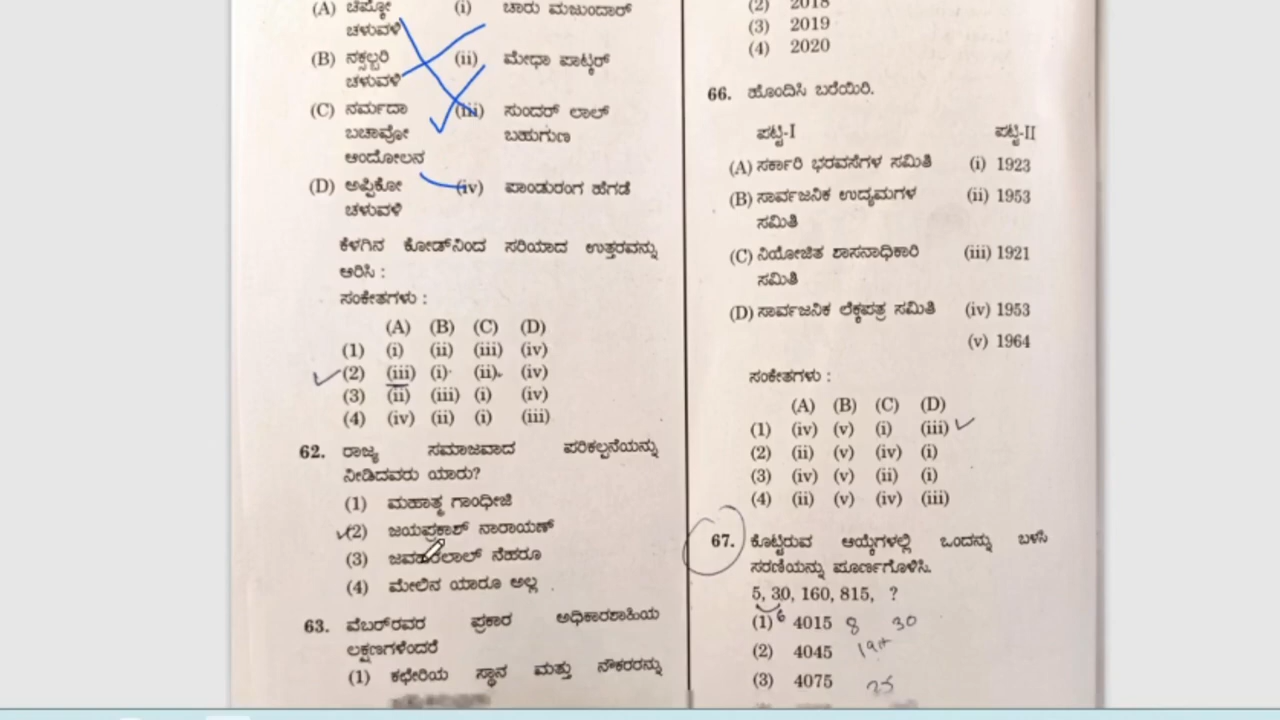 (A) ಚಿಪ್ಕೋ (i) ಚಾರು ಮಜುಂದಾರ್
ಚಳುವಳಿ
(B) ನಕ್ಸಲ್ಬರಿ (ii) ಮೇಧಾ ಪಾಟ್ಕರ್
ಚಳುವಳಿ
(C) ನರ್ಮದಾ (iii) ಸುಂದರ್ ಲಾಲ್
ಬಚಾವೋ ಬಹುಗುಣ
ಆಂದೋಲನ
(D) ಅಪ್ಪಿಕೋ (iv) ಪಾಂಡುರಂಗ ಹೆಗಡೆ
ಚಳುವಳಿ
ಕೆಳಗಿನ ಕೋಡ್‌ನಿಂದ ಸರಿಯಾದ ಉತ್ತರವನ್ನು
ಆರಿಸಿ :
ಸಂಕೇತಗಳು :
(A) (B) (C) (D)
(1) (i) (ii) (iii) (iv)
(2) (iii) (i) (ii) (iv)
(3) (ii) (iii) (i) (iv)
(4) (iv) (ii) (i) (iii)
62. ರಾಜ್ಯ ಸಮಾಜವಾದ ಪರಿಕಲ್ಪನೆಯನ್ನು
ನೀಡಿದವರು ಯಾರು?
(1) ಮಹಾತ್ಮ ಗಾಂಧೀಜಿ
(2) ಜಯಪ್ರಕಾಶ್ ನಾರಾಯಣ್
(3) ಜವಹರಲಾಲ್ ನೆಹರೂ
(4) ಮೇಲಿನ ಯಾರೂ ಅಲ್ಲ
63. ವೆಬರ್‌ರವರ ಪ್ರಕಾರ ಅಧಿಕಾರಶಾಹಿಯ
ಲಕ್ಷಣಗಳೆಂದರೆ
(1) ಕಛೇರಿಯ ಸ್ಥಾನ ಮತ್ತು ನೌಕರರನ್ನು
(2) 2018
(3) 2019
(4) 2020
66. ಹೊಂದಿಸಿ ಬರೆಯಿರಿ.
ಪಟ್ಟಿ-I ಪಟ್ಟಿ-II
(A) ಸರ್ಕಾರಿ ಭರವಸೆಗಳ ಸಮಿತಿ (i) 1923
(B) ಸಾರ್ವಜನಿಕ ಉದ್ಯಮಗಳ (ii) 1953
ಸಮಿತಿ
(C) ನಿಯೋಜಿತ ಶಾಸನಾಧಿಕಾರಿ (iii) 1921
ಸಮಿತಿ
(D) ಸಾರ್ವಜನಿಕ ಲೆಕ್ಕಪತ್ರ ಸಮಿತಿ (iv) 1953
(v) 1964
ಸಂಕೇತಗಳು :
(A) (B) (C) (D)
(1) (iv) (v) (i) (iii)
(2) (ii) (v) (iv) (i)
(3) (iv) (v) (ii) (i)
(4) (ii) (v) (iv) (iii)
67. ಕೊಟ್ಟಿರುವ ಆಯ್ಕೆಗಳಲ್ಲಿ ಒಂದನ್ನು ಬಳಸಿ
ಸರಣಿಯನ್ನು ಪೂರ್ಣಗೊಳಿಸಿ.
5, 30, 160, 815, ?
(1) 6 4015 8 30
(2) 4045
(3) 4075 25